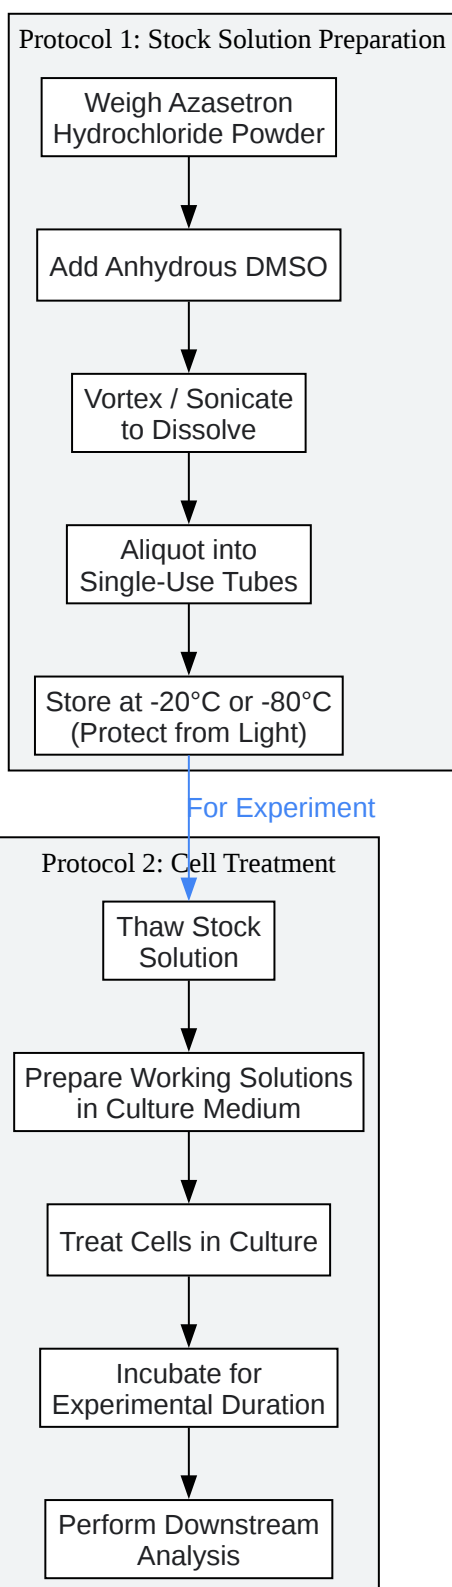 Protocol 1: Stock Solution Preparation
Weigh Azasetron
Hydrochloride Powder
Add Anhydrous DMSO
Vortex / Sonicate
to Dissolve
Aliquot into
Single-Use Tubes
Store at -20°C or -80°C
(Protect from Light)
For Experiment
Protocol 2: Cell Treatment
Thaw Stock
Solution
Prepare Working Solutions
in Culture Medium
Treat Cells in Culture
Incubate for
Experimental Duration
Perform Downstream
Analysis